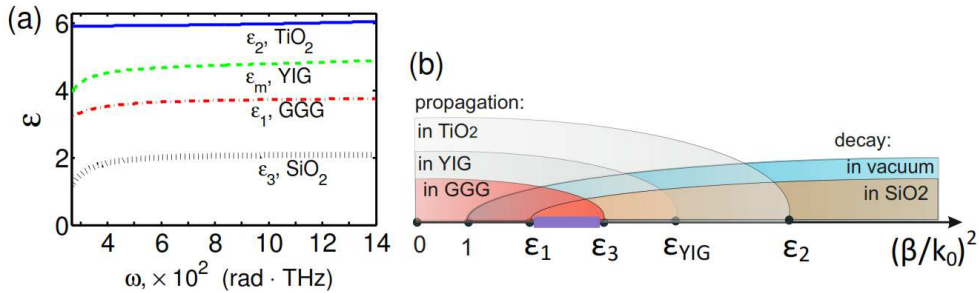 (a)
6
4
2
0
ε
ε2, TiO2
εm, YIG
ε1, GGG
ε3, SiO2
4 6 8 10 12 14
ω, × 10² (rad · THz)
(b)
propagation:
in TiO2
in YIG
in GGG
decay:
in vacuum
in SiO2
0 1 ε1 ε3 εYIG ε2 (β/k0)²